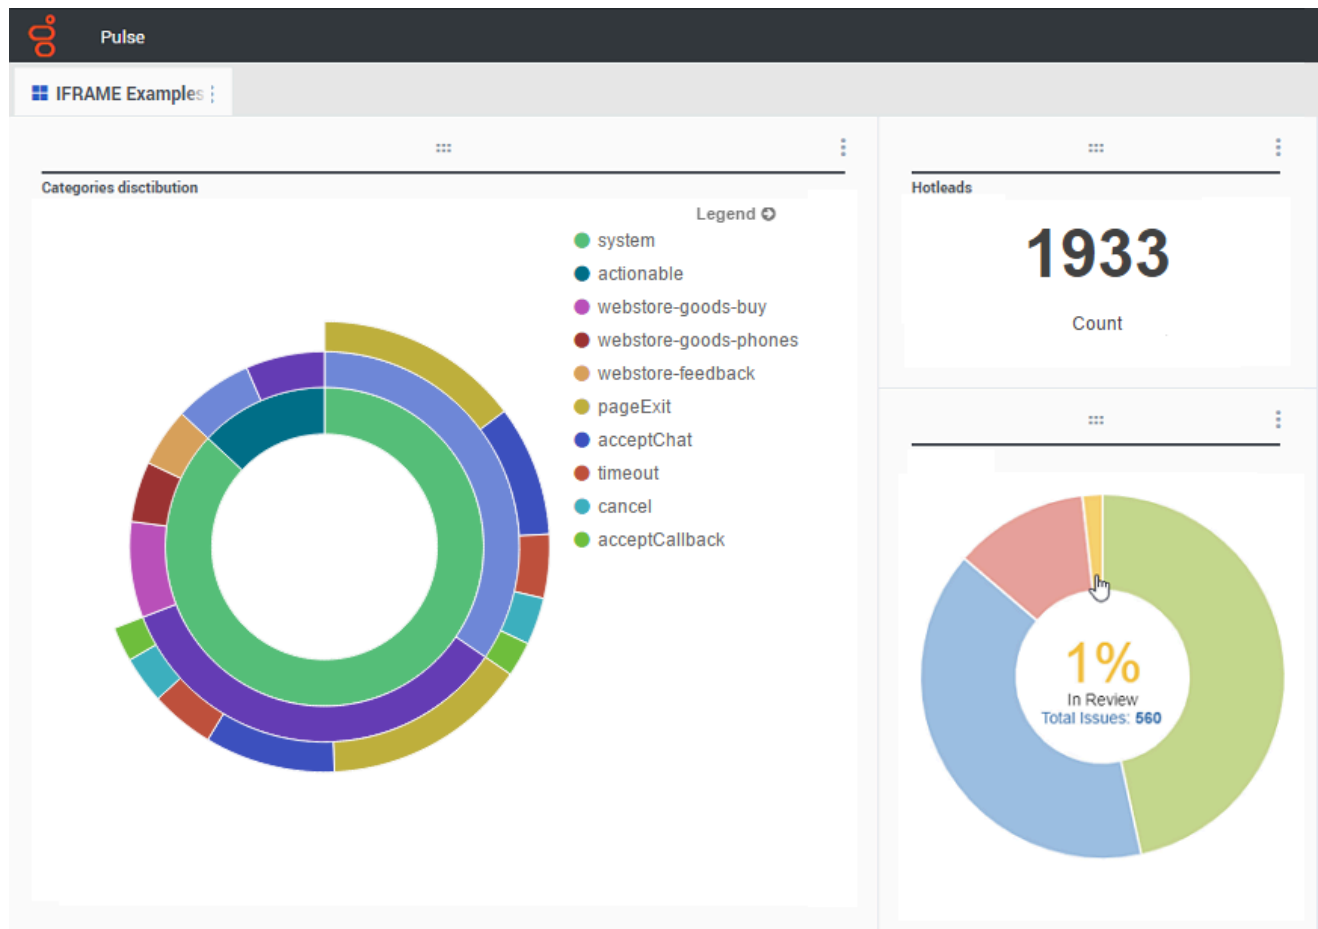 Pulse
IFRAME Examples
Categories disctibution
Legend
system
actionable
webstore-goods-buy
webstore-goods-phones
webstore-feedback
pageExit
acceptChat
timeout
cancel
acceptCallback
Hotleads
1933
Count
1%
In Review
Total Issues: 560